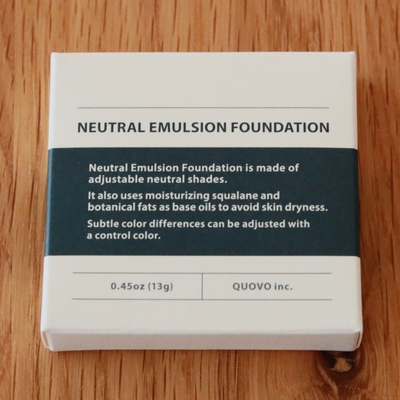 NEUTRAL EMULSION FOUNDATION
Neutral Emulsion Foundation is made of
adjustable neutral shades.
It also uses moisturizing squalane and
botanical fats as base oils to avoid skin dryness.
Subtle color differences can be adjusted with
a control color.
0.45oz (13g)
QUOVO inc.